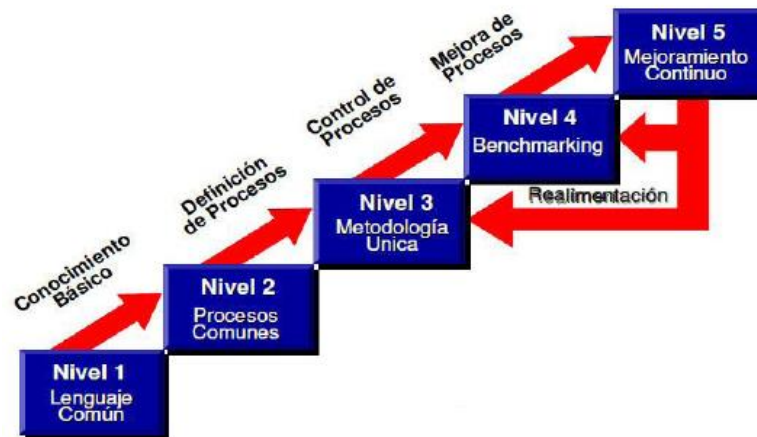 Nivel 5
Mejoramiento
Continuo
Mejora de
Procesos
Nivel 4
Benchmarking
Control de
Procesos
Realimentación
Nivel 3
Metodología
Unica
Definición
de Procesos
Nivel 2
Procesos
Comunes
Conocimiento
Básico
Nivel 1
Lenguaje
Común